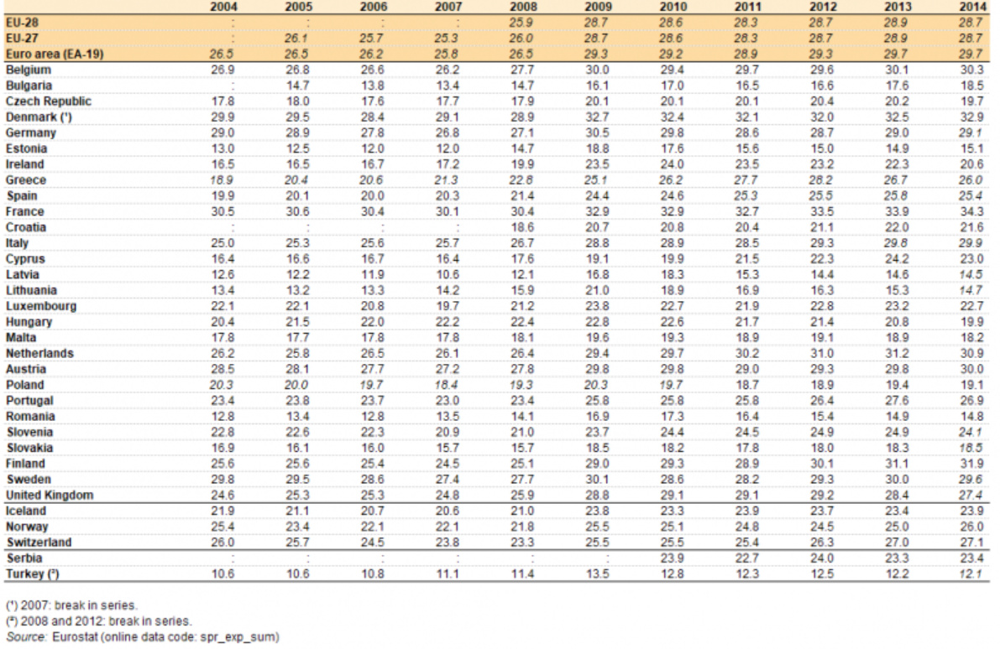 2004 2005 2006 2007 2008 2009 2010 2011 2012 2013 2014
EU-28 : : : : 25.9 28.7 28.6 28.3 28.7 28.9 28.7
EU-27 : 26.1 25.7 25.3 26.0 28.7 28.6 28.3 28.7 28.9 28.7
Euro area (EA-19) 26.5 26.5 26.2 25.8 26.5 29.3 29.2 28.9 29.3 29.7 29.7
Belgium 26.9 26.8 26.6 26.2 27.7 30.0 29.4 29.7 29.6 30.1 30.3
Bulgaria : 14.7 13.8 13.4 14.7 16.1 17.0 16.5 16.6 17.6 18.5
Czech Republic 17.8 18.0 17.6 17.7 17.9 20.1 20.1 20.1 20.4 20.2 19.7
Denmark (¹) 29.9 29.5 28.4 29.1 28.9 32.7 32.4 32.1 32.0 32.5 32.9
Germany 29.0 28.9 27.8 26.8 27.1 30.5 29.8 28.6 28.7 29.0 29.1
Estonia 13.0 12.5 12.0 12.0 14.7 18.8 17.6 15.6 15.0 14.9 15.1
Ireland 16.5 16.5 16.7 17.2 19.9 23.5 24.0 23.5 23.2 22.3 20.6
Greece 18.9 20.4 20.6 21.3 22.8 25.1 26.2 27.7 28.2 26.7 26.0
Spain 19.9 20.1 20.0 20.3 21.4 24.4 24.6 25.3 25.5 25.8 25.4
France 30.5 30.6 30.4 30.1 30.4 32.9 32.9 32.7 33.5 33.9 34.3
Croatia : : : : 18.6 20.7 20.8 20.4 21.1 22.0 21.6
Italy 25.0 25.3 25.6 25.7 26.7 28.8 28.9 28.5 29.3 29.8 29.9
Cyprus 16.4 16.6 16.7 16.4 17.6 19.1 19.9 21.5 22.3 24.2 23.0
Latvia 12.6 12.2 11.9 10.6 12.1 16.8 18.3 15.3 14.4 14.6 14.5
Lithuania 13.4 13.2 13.3 14.2 15.9 21.0 18.9 16.9 16.3 15.3 14.7
Luxembourg 22.1 22.1 20.8 19.7 21.2 23.8 22.7 21.9 22.8 23.2 22.7
Hungary 20.4 21.5 22.0 22.2 22.4 22.8 22.6 21.7 21.4 20.8 19.9
Malta 17.8 17.7 17.8 17.8 18.1 19.6 19.3 18.9 19.1 18.9 18.2
Netherlands 26.2 25.8 26.5 26.1 26.4 29.4 29.7 30.2 31.0 31.2 30.9
Austria 28.5 28.1 27.7 27.2 27.8 29.8 29.8 29.0 29.3 29.8 30.0
Poland 20.3 20.0 19.7 18.4 19.3 20.3 19.7 18.7 18.9 19.4 19.1
Portugal 23.4 23.8 23.7 23.0 23.4 25.8 25.8 25.8 26.4 27.6 26.9
Romania 12.8 13.4 12.8 13.5 14.1 16.9 17.3 16.4 15.4 14.9 14.8
Slovenia 22.8 22.6 22.3 20.9 21.0 23.7 24.4 24.5 24.9 24.9 24.1
Slovakia 16.9 16.1 16.0 15.7 15.7 18.5 18.2 17.8 18.0 18.3 18.5
Finland 25.6 25.6 25.4 24.5 25.1 29.0 29.3 28.9 30.1 31.1 31.9
Sweden 29.8 29.5 28.6 27.4 27.7 30.1 28.6 28.2 29.3 30.0 29.6
United Kingdom 24.6 25.3 25.3 24.8 25.9 28.8 29.1 29.1 29.2 28.4 27.4
Iceland 21.9 21.1 20.7 20.6 21.0 23.8 23.3 23.9 23.7 23.4 23.9
Norway 25.4 23.4 22.1 22.1 21.8 25.5 25.1 24.8 24.5 25.0 26.0
Switzerland 26.0 25.7 24.5 23.8 23.3 25.5 25.5 25.4 26.3 27.0 27.1
Serbia : : : : : : 23.9 22.7 24.0 23.3 23.4
Turkey (²) 10.6 10.6 10.8 11.1 11.4 13.5 12.8 12.3 12.5 12.2 12.1
(¹) 2007: break in series.
(²) 2008 and 2012: break in series.
Source: Eurostat (online data code: spr_exp_sum)